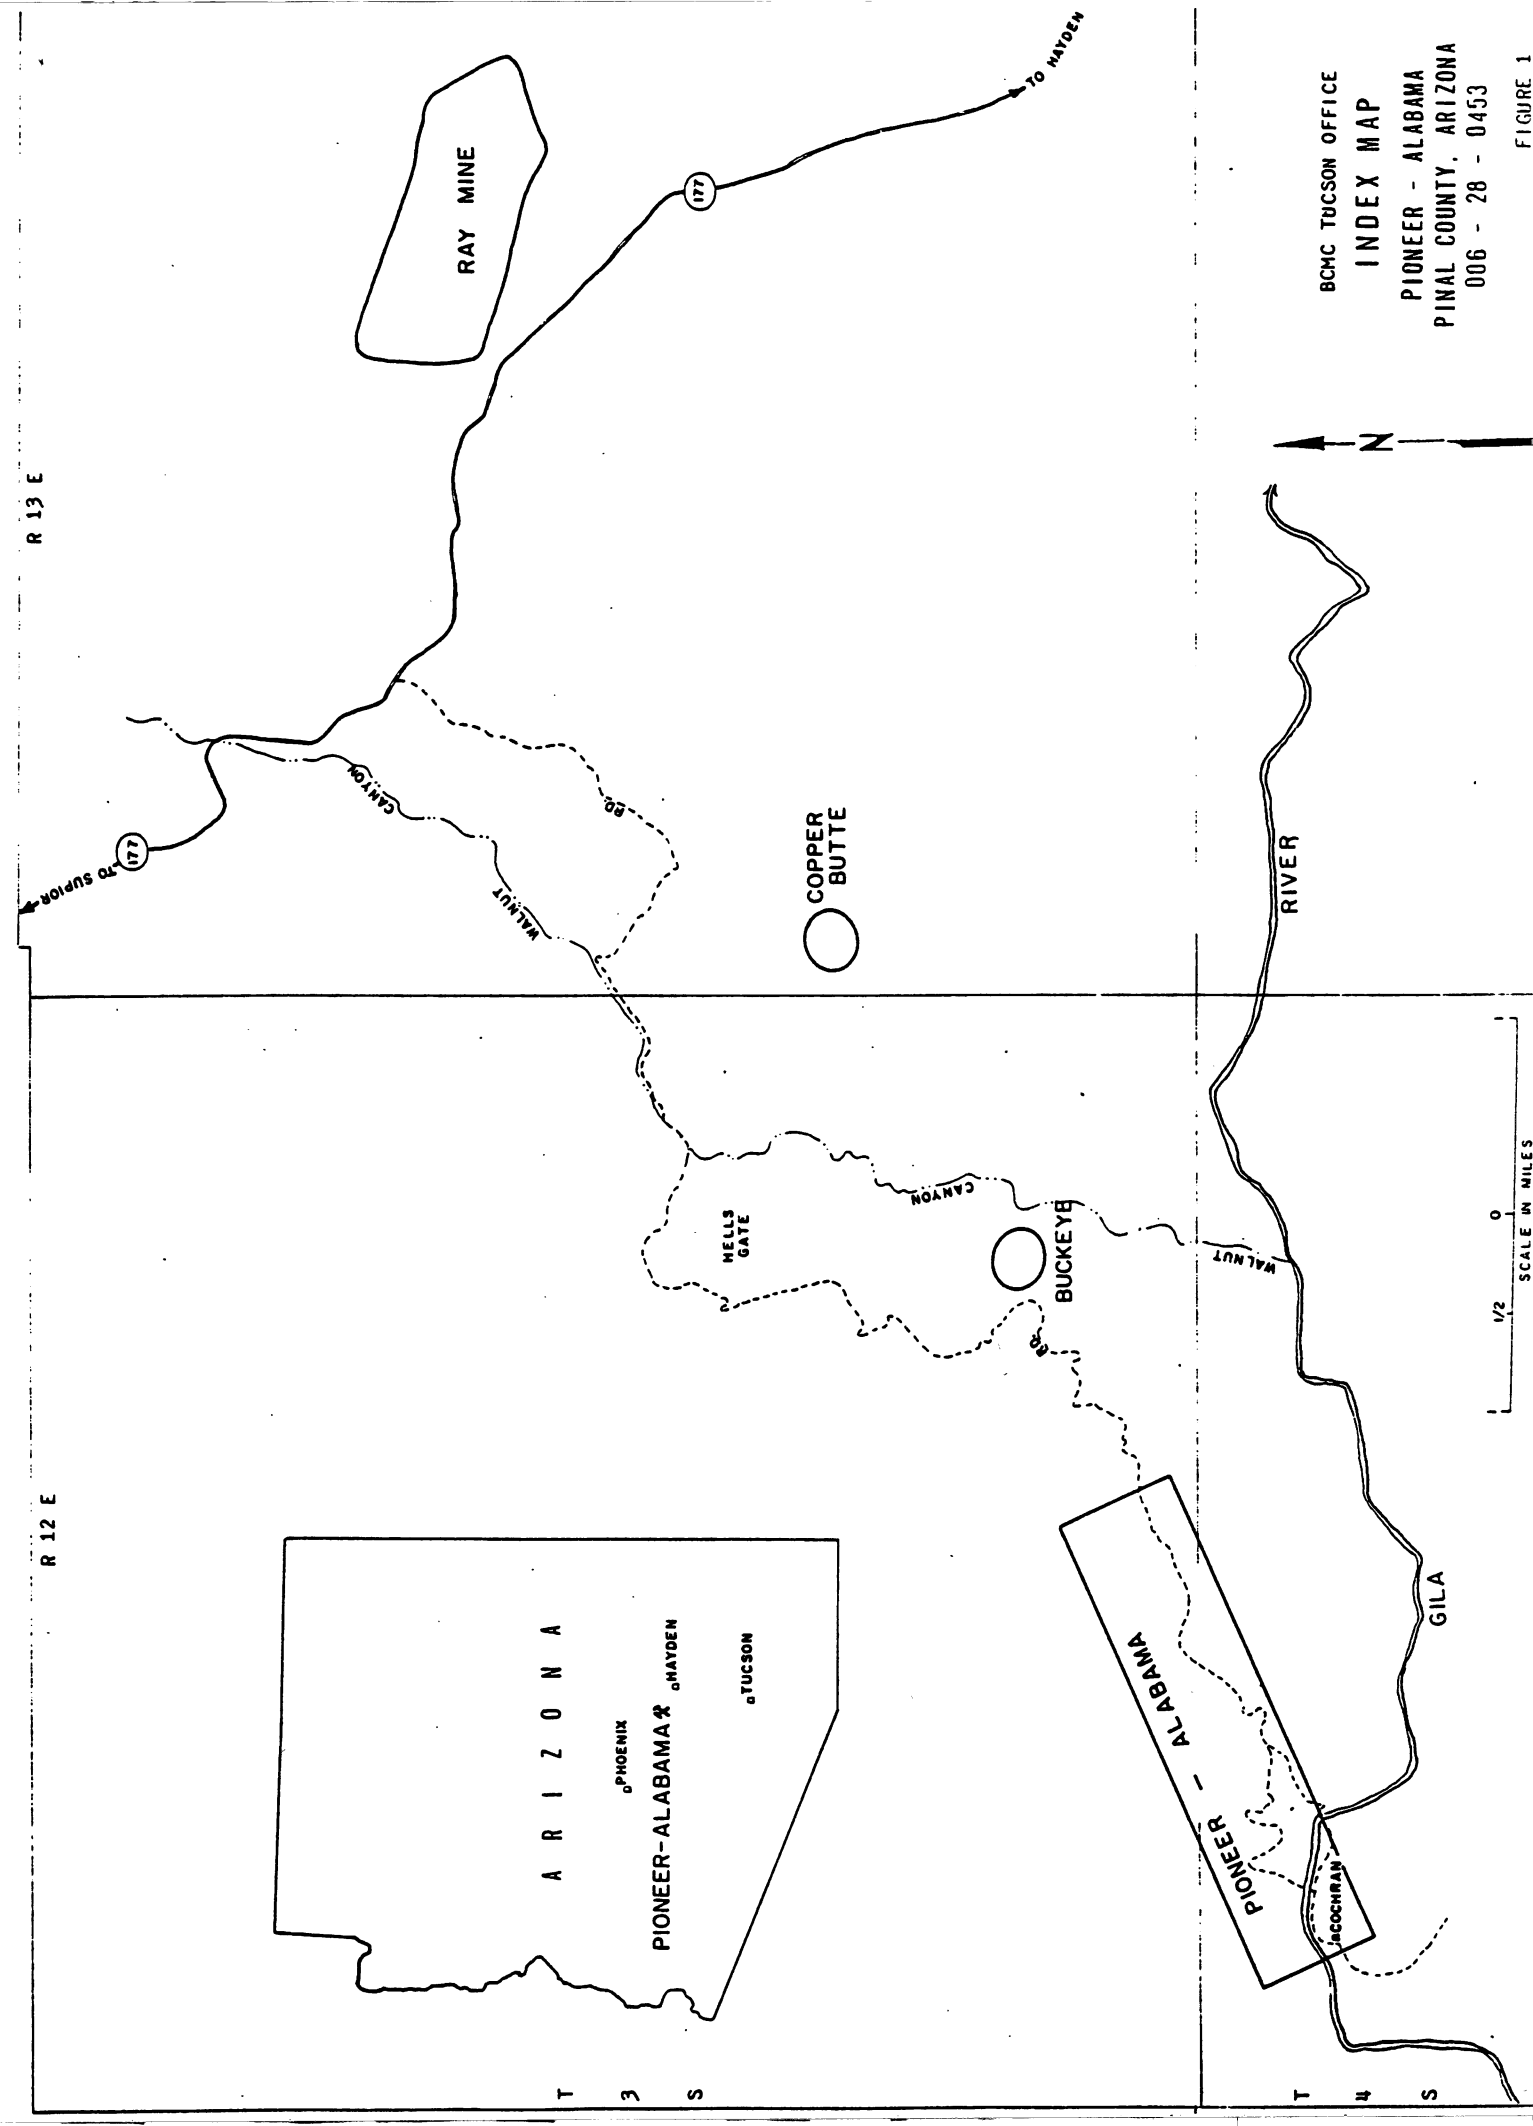 R 12 E
R 13 E
TO SUPIOR
177
CANYON
WALNUT
RD
RAY MINE
177
TO HAYDEN
ARIZONA
PHOENIX
PIONEER-ALABAMA
HAYDEN
TUCSON
HELLS
GATE
COPPER
BUTTE
CANYON
BUCKEYE
RD
WALNUT
PIONEER - ALABAMA
COCHRAN
GILA
RIVER
T
3
S
T
4
S
1 1/2 0
SCALE IN MILES
N
BCMC TUCSON OFFICE
INDEX MAP
PIONEER - ALABAMA
PINAL COUNTY, ARIZONA
006 - 28 - 0453
FIGURE 1